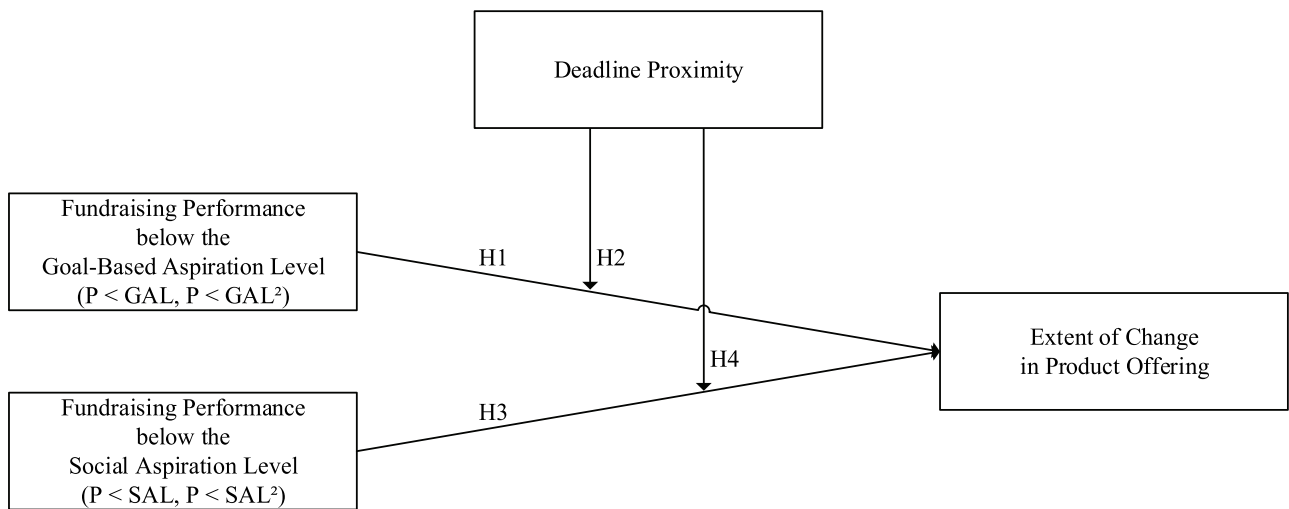 Deadline Proximity
Fundraising Performance
below the
Goal-Based Aspiration Level
(P < GAL, P < GAL²)
H1
H2
Extent of Change
in Product Offering
H4
Fundraising Performance
below the
Social Aspiration Level
(P < SAL, P < SAL²)
H3